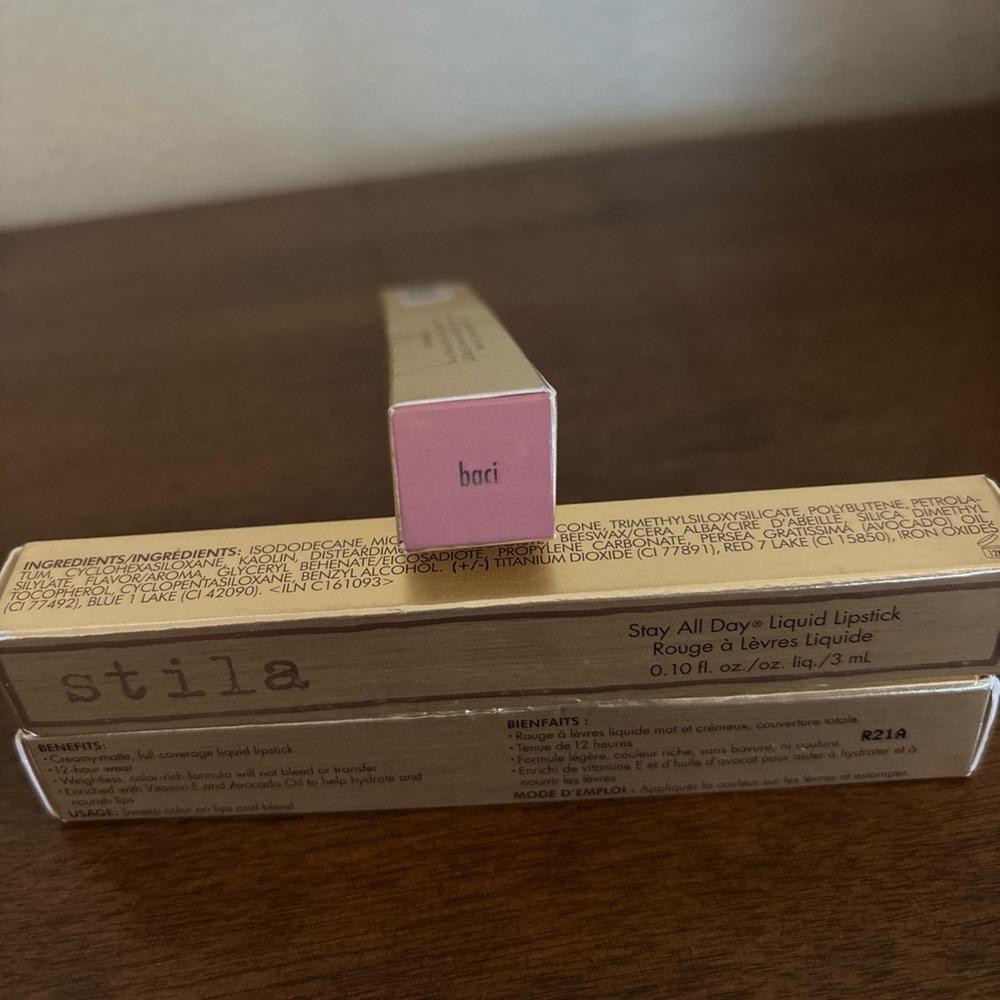 baci
INGREDIENTS/INGRÉDIENTS: ISODODECANE, CONE, TRIMETHYLSILOXYSILICATE, POLYBUTENE, PETROLA-
TUM, CYCLOHEXASILOXANE, KAOLIN, BEESWAX/CERA ALBA/CIRE D'ABEILLE, SILICA DIMETHYL
SILYLATE, FLAVOR/AROMA, GLYCERYL BEHENATE/EICOSADIOATE, PROPYLENE CARBONATE, PERSEA GRATISSIMA (AVOCADO) OIL,
TOCOPHEROL, CYCLOPENTASILOXANE, BENZYL ALCOHOL. (+/-) TITANIUM DIOXIDE (CI 77891), RED 7 LAKE (CI 15850), IRON OXIDES
(CI 77492), BLUE 1 LAKE (CI 42090). <ILN C161093>
stila
Stay All Day® Liquid Lipstick
Rouge à Lèvres Liquide
0.10 fl. oz./oz. liq./3 mL
BENEFITS:
• Creamy-matte, full coverage liquid lipstick
• 12-hour wear
• Weightless, color-rich formula will not bleed or transfer
• Enriched with Vitamin E and Avocado Oil to help hydrate and
nourish lips
USAGE: Sweep color on lips and blend.
BIENFAITS :
• Rouge à lèvres liquide mat et crémeux, couverture totale
• Tenue de 12 heures
• Formule légère, couleur riche, sans bavure, ni coulure
• Enrichi de vitamine E et d'huile d'avocat pour aider à hydrater et à
nourrir les lèvres
MODE D'EMPLOI : Appliquer la couleur sur les lèvres et estomper.
R21A